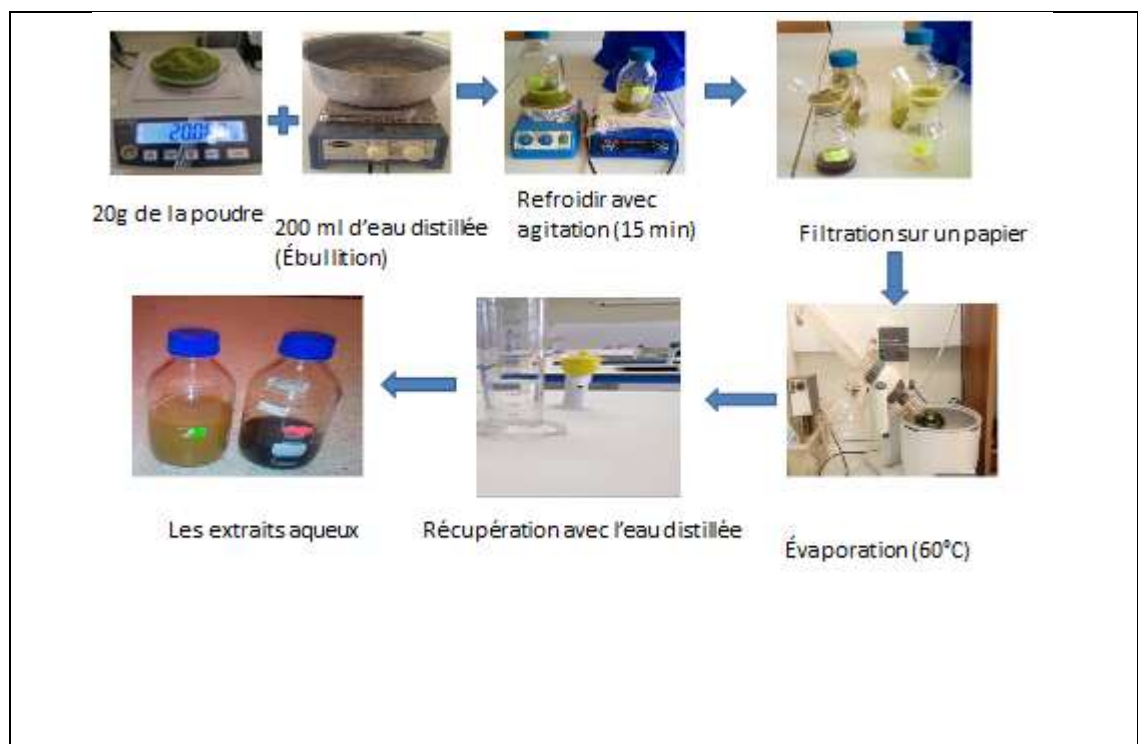 20g de la poudre
200 ml d'eau distillée
(Ébullition)
Refroidir avec
agitation (15 min)
Filtration sur un papier
Évaporation (60°C)
Récupération avec l'eau distillée
Les extraits aqueux